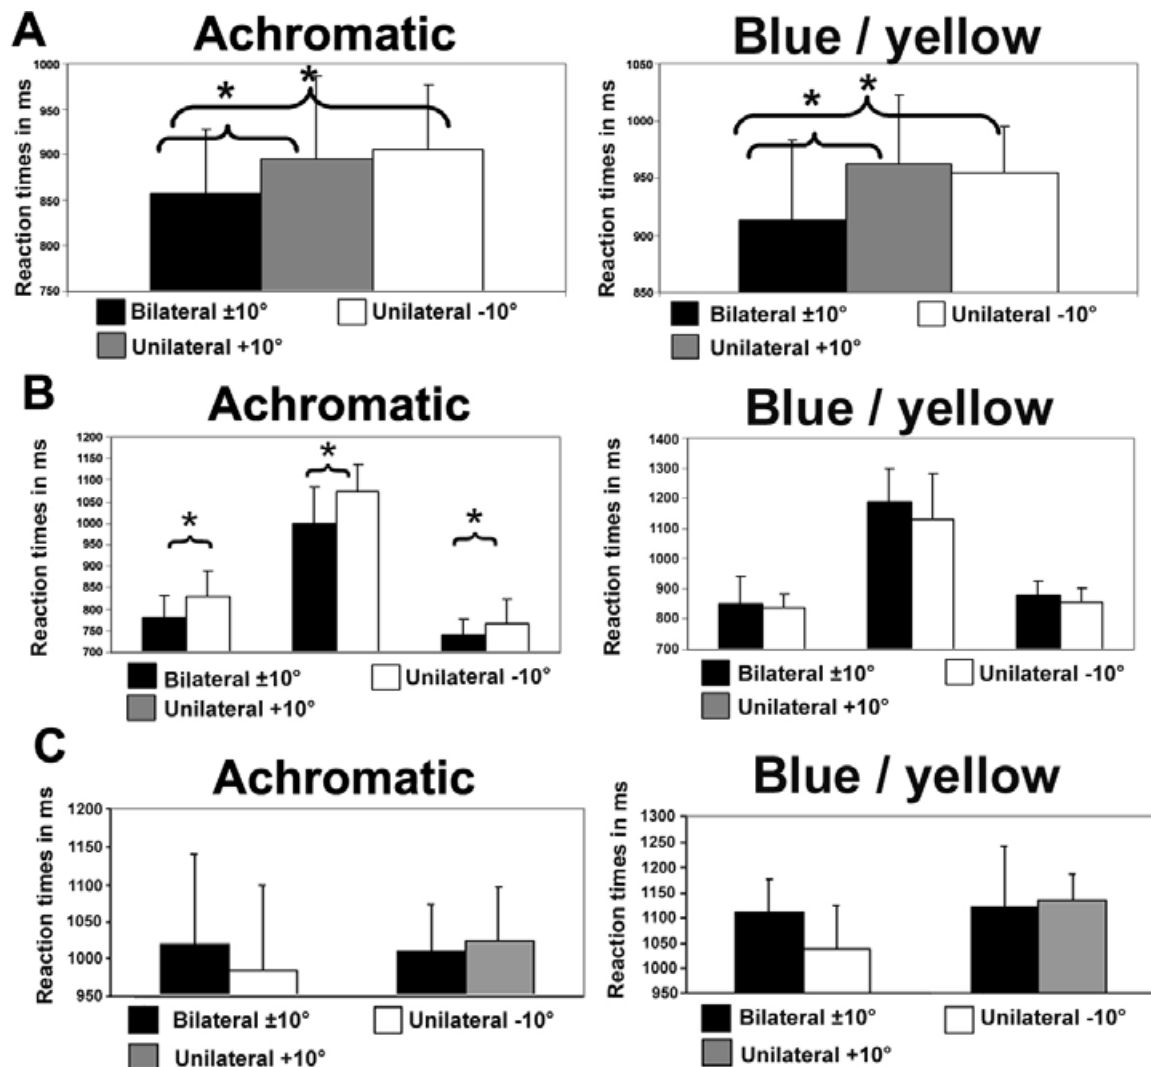 A
Achromatic
Blue / yellow
Reaction times in ms
1000
950
900
850
800
750
*
*
Bilateral ±10°
Unilateral -10°
Unilateral +10°
Reaction times in ms
1050
1000
950
900
850
*
*
Bilateral ±10°
Unilateral -10°
Unilateral +10°
B
Achromatic
Blue / yellow
Reaction times in ms
1200
1150
1100
1050
1000
950
900
850
800
750
700
*
*
*
Bilateral ±10°
Unilateral -10°
Unilateral +10°
Reaction times in ms
1400
1300
1200
1100
1000
900
800
700
Bilateral ±10°
Unilateral -10°
Unilateral +10°
C
Achromatic
Blue / yellow
Reaction times in ms
1200
1150
1100
1050
1000
950
Bilateral ±10°
Unilateral -10°
Unilateral +10°
Reaction times in ms
1300
1250
1200
1150
1100
1050
1000
950
Bilateral ±10°
Unilateral -10°
Unilateral +10°